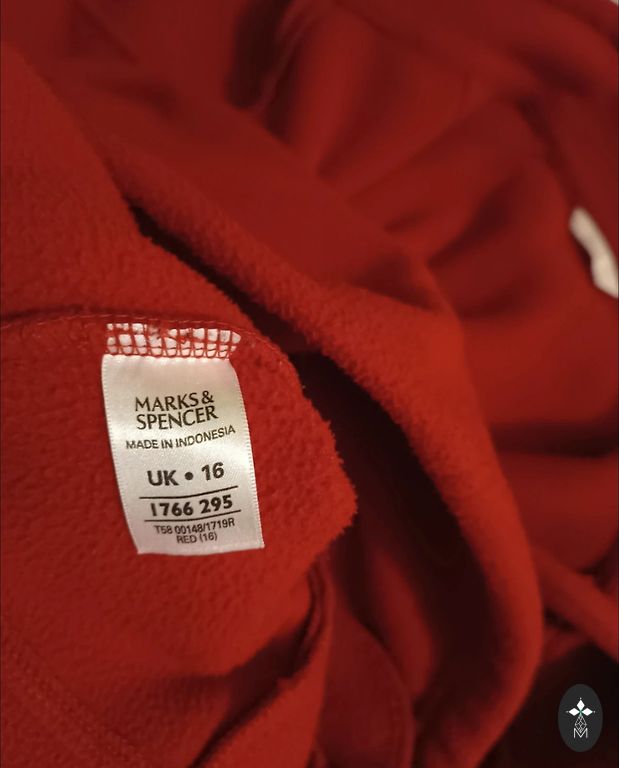 MARKS &
SPENCER
MADE IN INDONESIA
UK • 16
1766 295
T58 00148/1719R
RED (16)
M